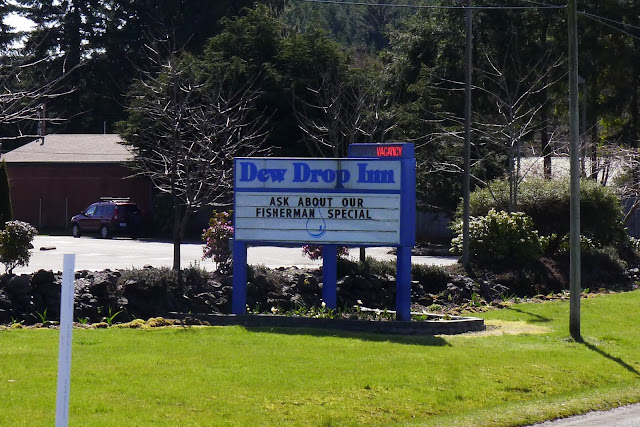 VACANCY
Dew Drop Inn
ASK ABOUT OUR
FISHERMAN SPECIAL